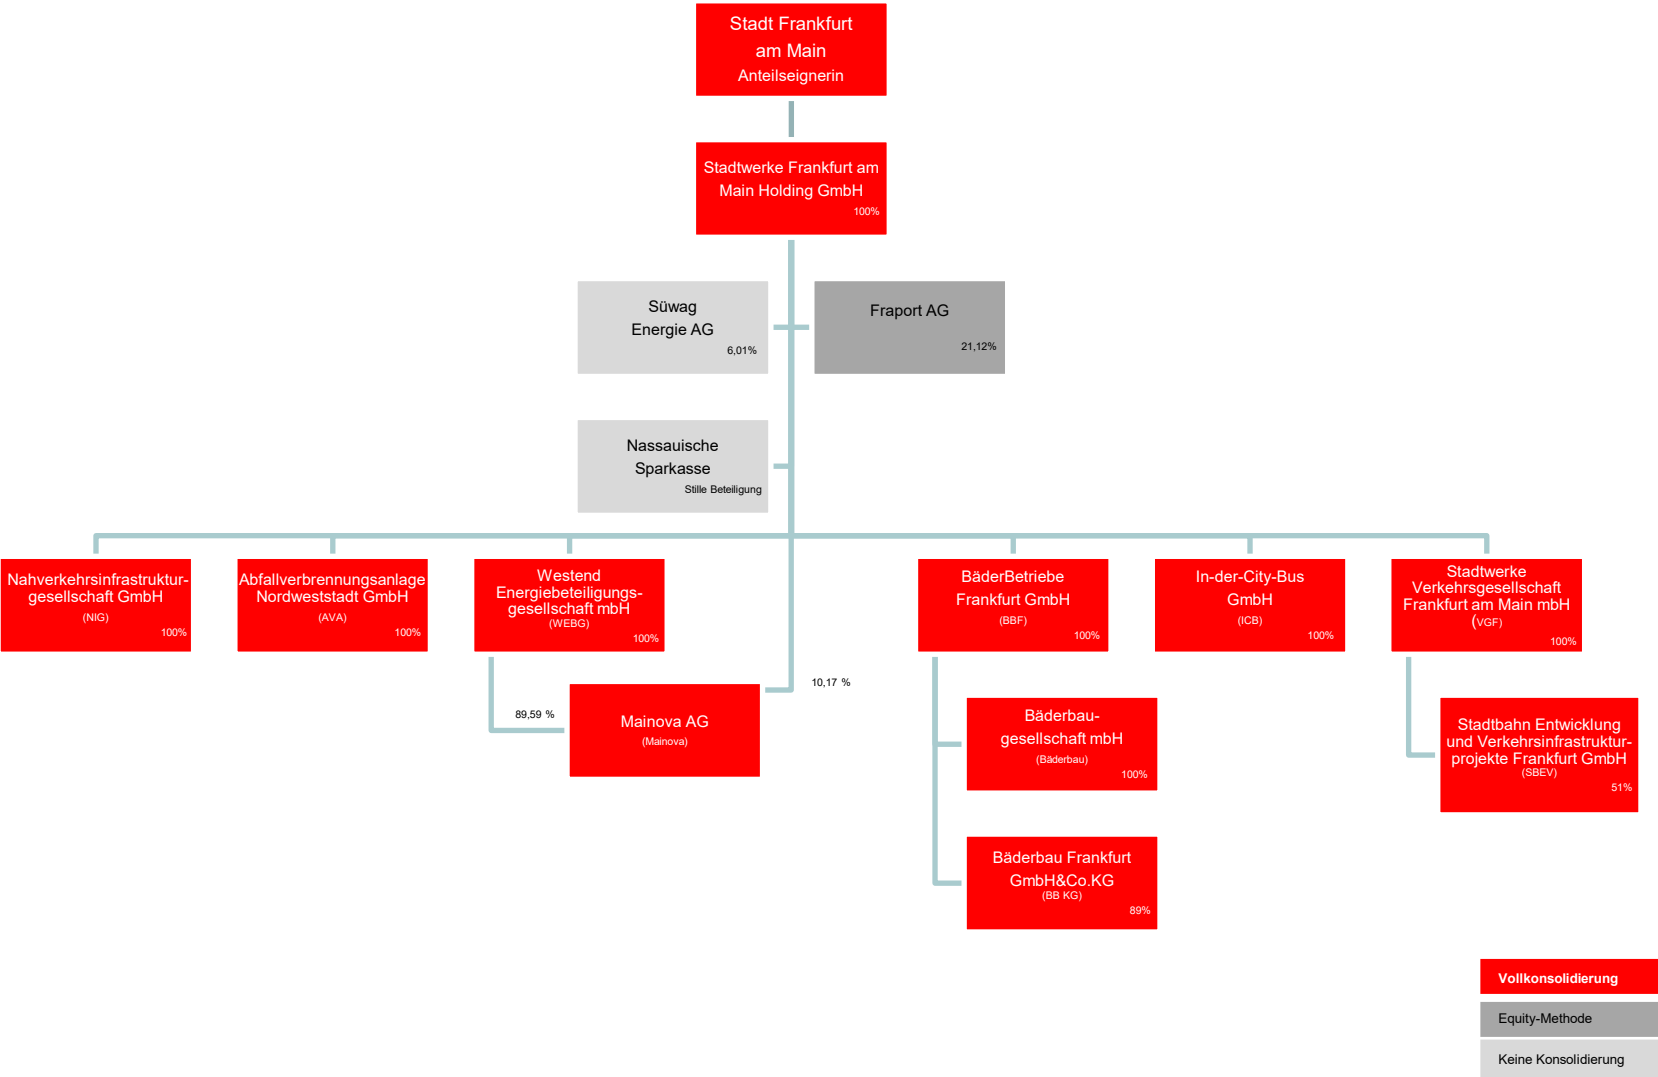 Stadt Frankfurt
am Main
Anteilseignerin
Stadtwerke Frankfurt am
Main Holding GmbH
100%
Süwag
Energie AG
6,01%
Fraport AG
21,12%
Nassauische
Sparkasse
Stille Beteiligung
Nahverkehrsinfrastruktur-
gesellschaft GmbH
(NIG)
100%
Abfallverbrennungsanlage
Nordweststadt GmbH
(AVA)
100%
Westend
Energiebeteiligungs-
gesellschaft mbH
(WEBG)
100%
BäderBetriebe
Frankfurt GmbH
(BBF)
100%
In-der-City-Bus
GmbH
(ICB)
100%
Stadtwerke
Verkehrsgesellschaft
Frankfurt am Main mbH
(VGF)
100%
10,17 %
89,59 %
Mainova AG
(Mainova)
Bäderbau-
gesellschaft mbH
(Bäderbau)
100%
Stadtbahn Entwicklung
und Verkehrsinfrastruktur-
projekte Frankfurt GmbH
(SBEV)
51%
Bäderbau Frankfurt
GmbH&Co.KG
(BB KG)
89%
Vollkonsolidierung
Equity-Methode
Keine Konsolidierung